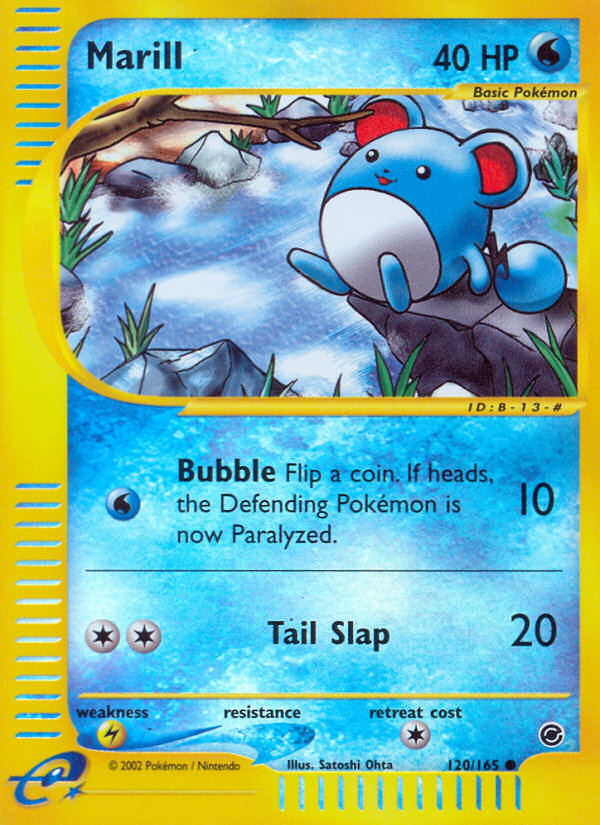 Marill 40 HP
Basic Pokémon
ID:B-13-#
Bubble Flip a coin. If heads, 10
the Defending Pokémon is
now Paralyzed.
Tail Slap 20
weakness resistance retreat cost
© 2002 Pokémon / Nintendo Illus. Satoshi Ohta 120/165
e